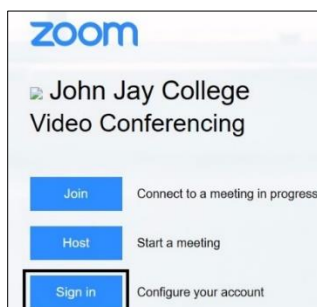 zoom
John Jay College
Video Conferencing
Join Connect to a meeting in progress
Host Start a meeting
Sign in Configure your account